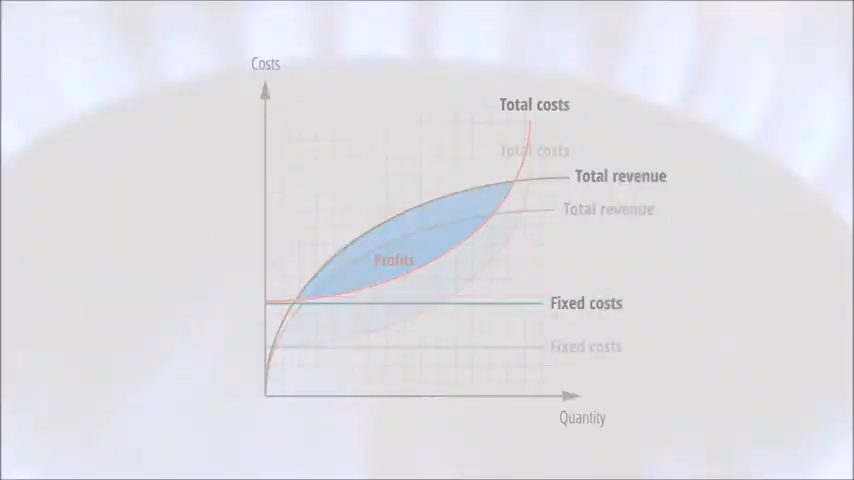 Costs
Total costs
Total costs
Total revenue
Total revenue
Profits
Fixed costs
Fixed costs
Quantity